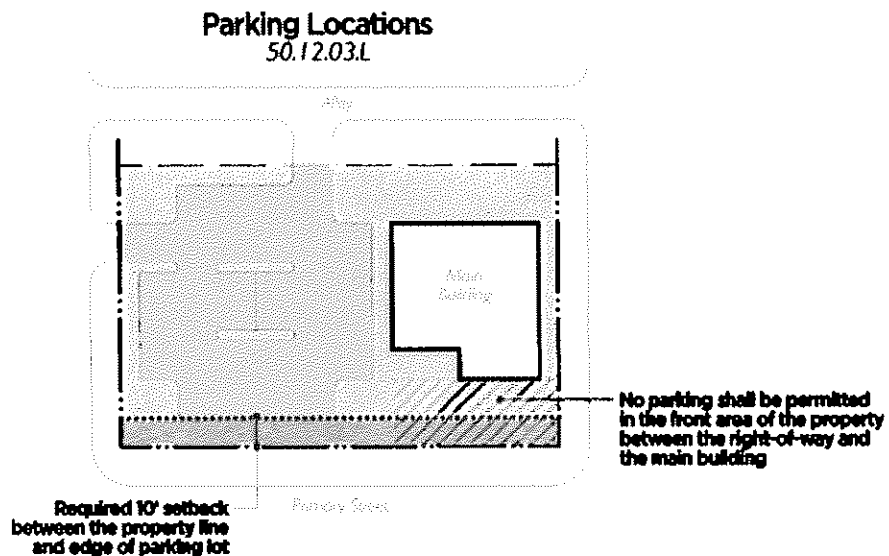 Parking Locations
50.12.03.L
Alley
Main
Building
No parking shall be permitted
in the front area of the property
between the right-of-way and
the main building
Primary Street
Required 10' setback
between the property line
and edge of parking lot